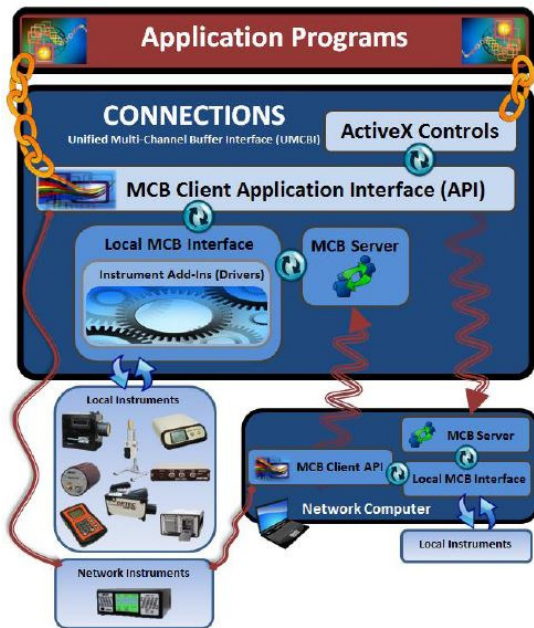 Application Programs
CONNECTIONS
Unified Multi-Channel Buffer Interface (UMCBI)
ActiveX Controls
MCB Client Application Interface (API)
Local MCB Interface
MCB Server
Instrument Add-Ins (Drivers)
Local Instruments
MCB Server
MCB Client API
Local MCB Interface
Network Computer
Local Instruments
Network Instruments